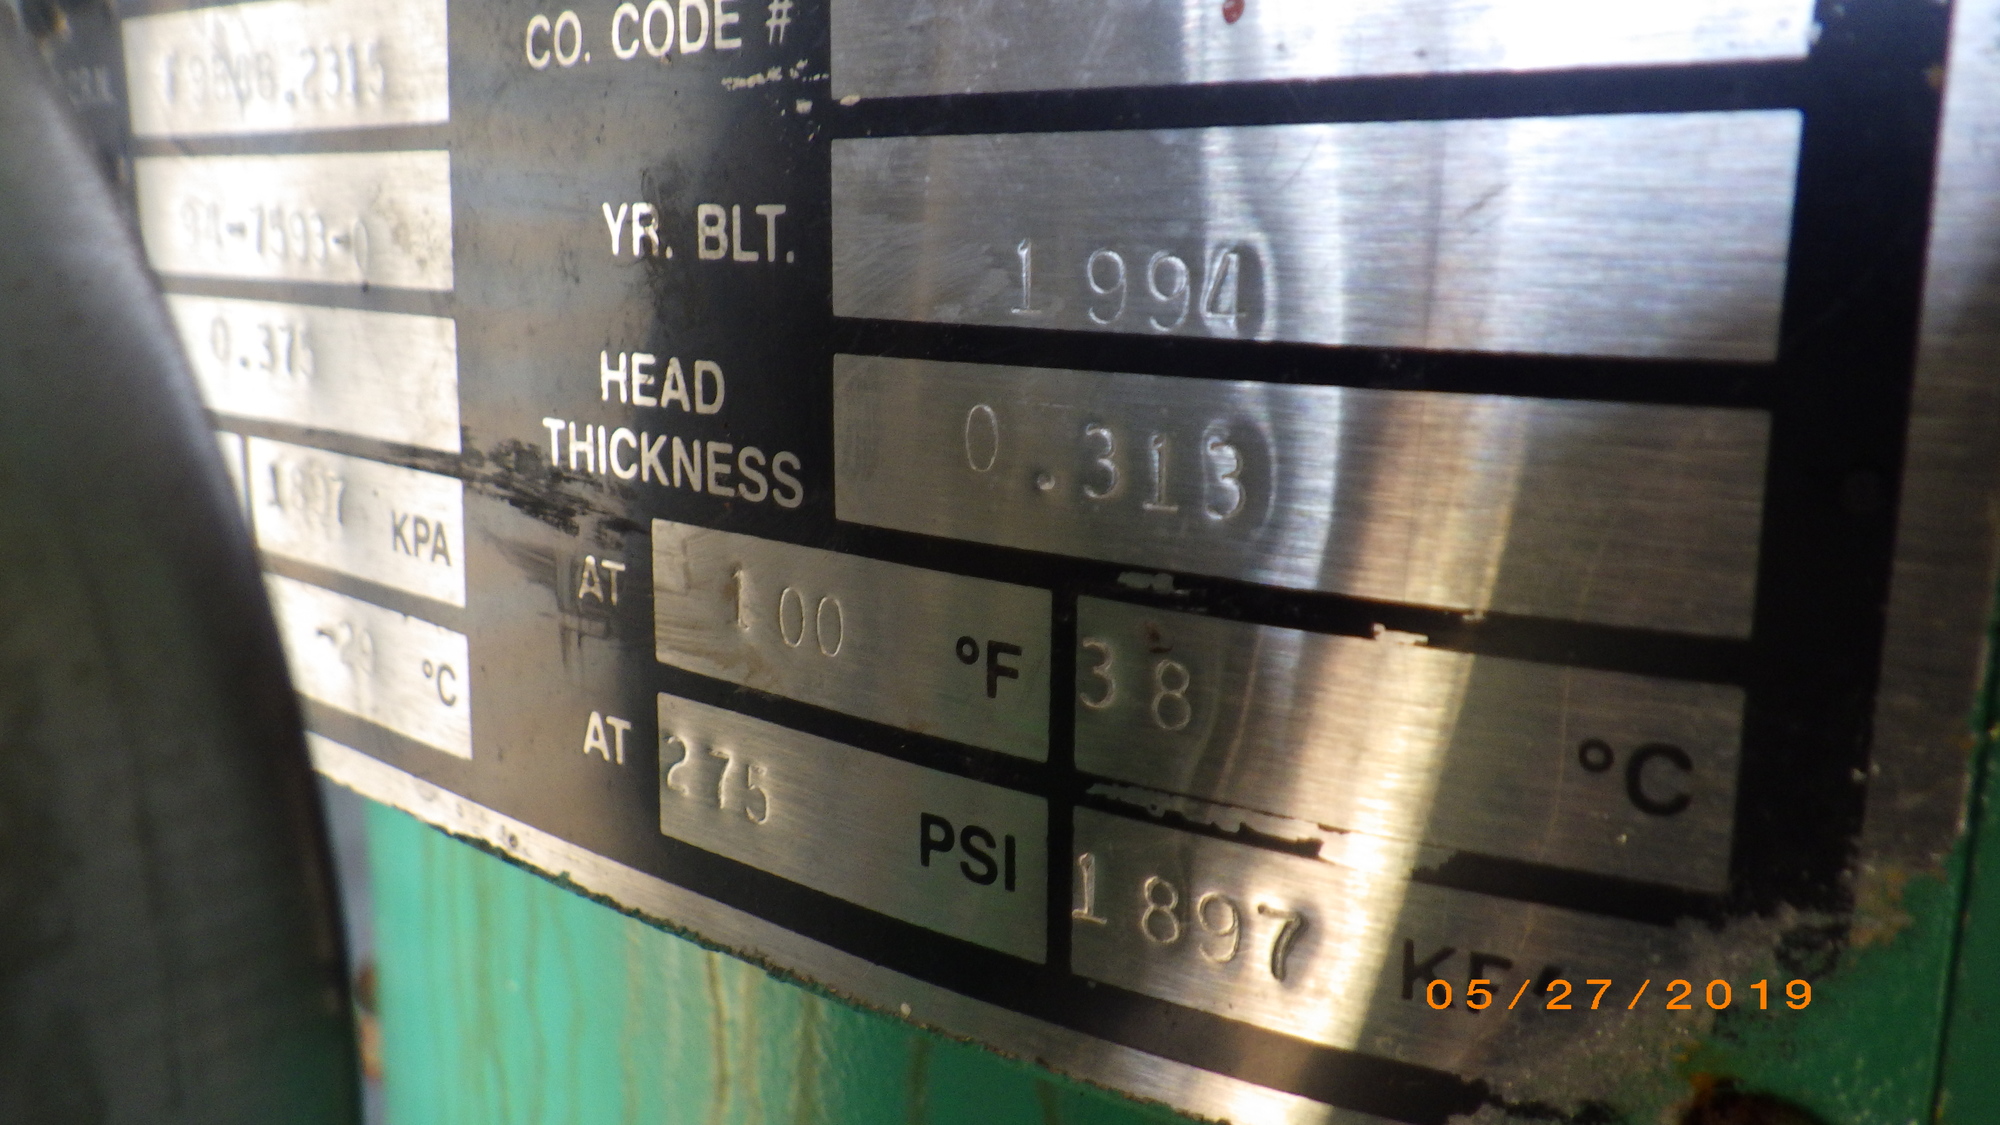 CO. CODE #
YR. BLT. 1994
0.375 HEAD THICKNESS 0.313
KPA AT 100 °F 38 °C
°C AT 275 PSI 1897 KPA
05/27/2019